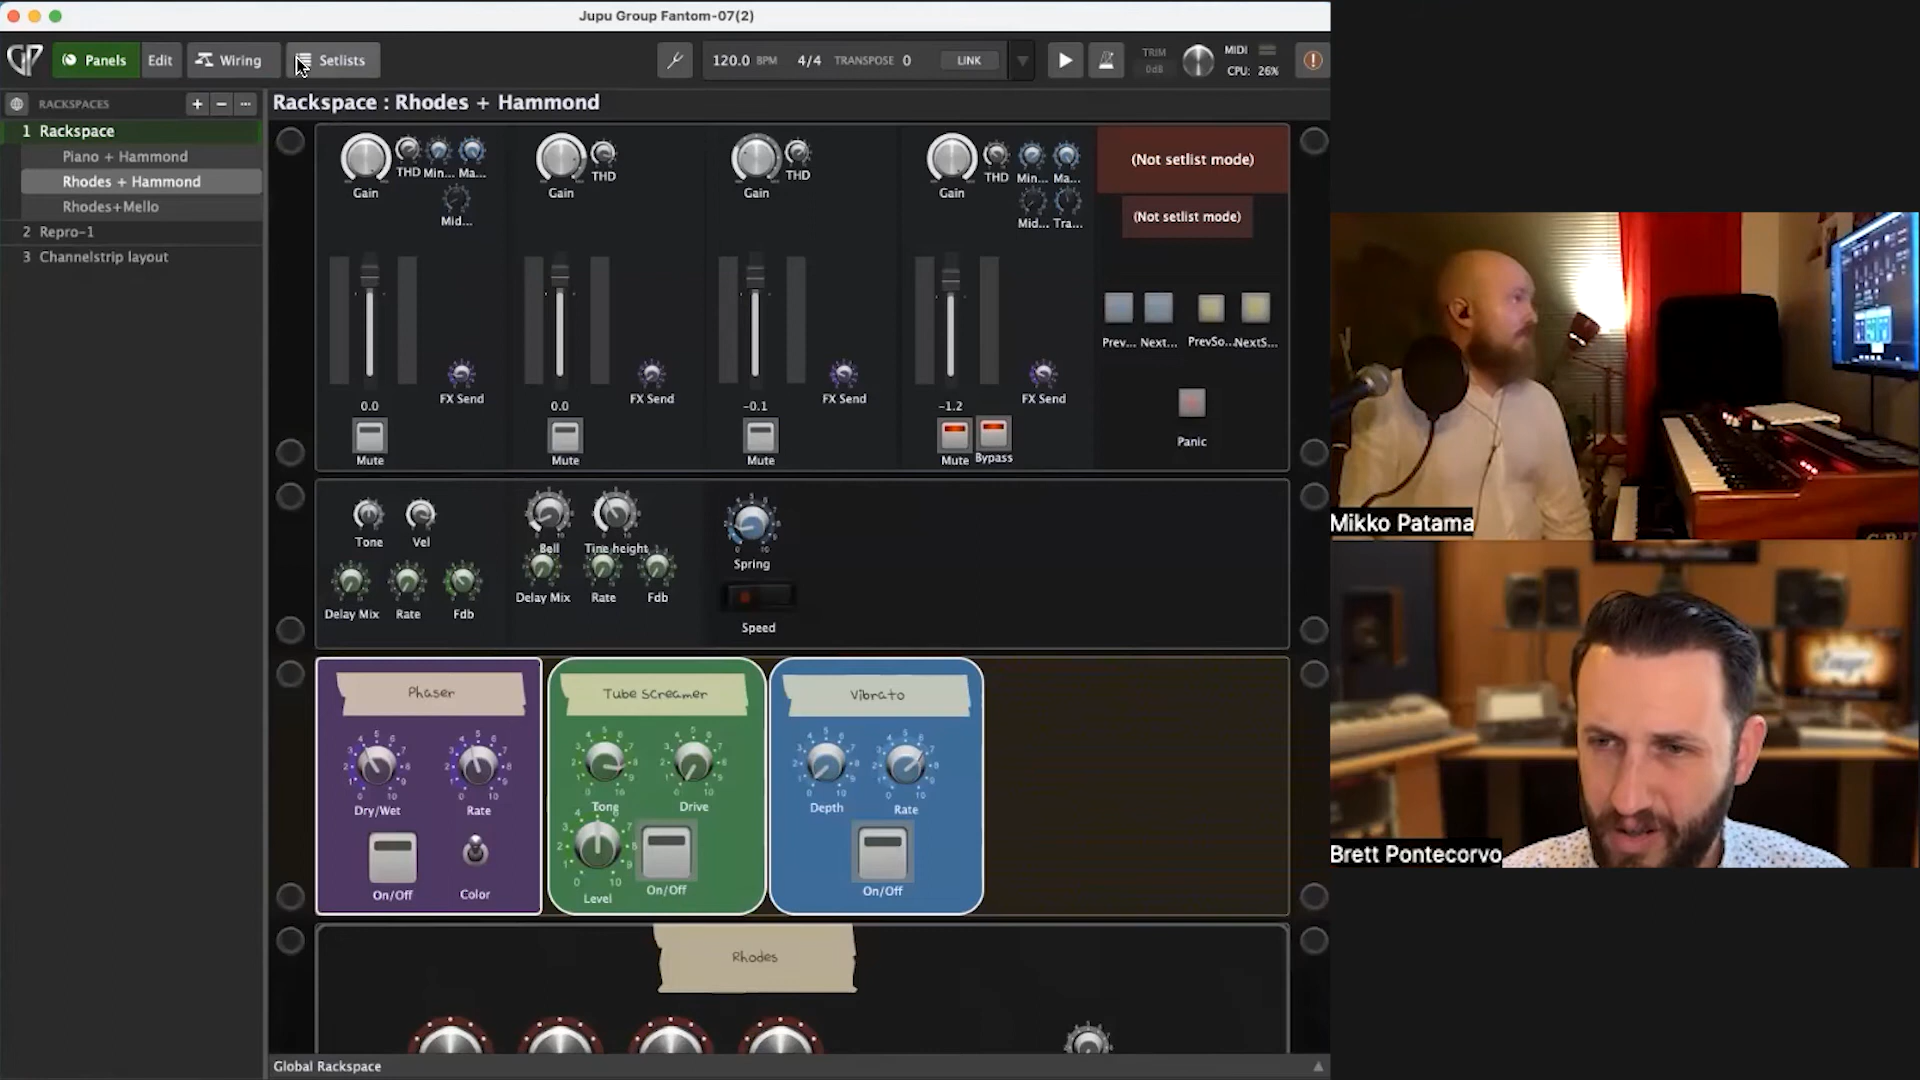 Jupu Group Fantom-07(2)
GP Panels Edit Wiring Setlists 120.0 BPM 4/4 TRANSPOSE 0 LINK TRIM 0dB MIDI CPU: 26%
RACKSPACES + − ...
Rackspace : Rhodes + Hammond
1 Rackspace
Piano + Hammond
Rhodes + Hammond
Rhodes+Mello
2 Repro-1
3 Channelstrip layout
Gain THD Min... Ma... Mid...
Gain THD
Gain THD
Gain THD Min... Ma... Mid... Tra...
(Not setlist mode)
(Not setlist mode)
FX Send FX Send FX Send FX Send
Prev... Next... PrevSo... NextS...
0.0 0.0 -0.1 -1.2
Mute Mute Mute Mute Bypass
Panic
Tone Vel Bell Tine height Spring
Delay Mix Rate Fdb Delay Mix Rate Fdb
Speed
Phaser Tube Screamer Vibrato
Dry/Wet Rate Tone Drive Depth Rate
On/Off Color Level On/Off On/Off
Rhodes
Global Rackspace
Mikko Patama
Brett Pontecorvo